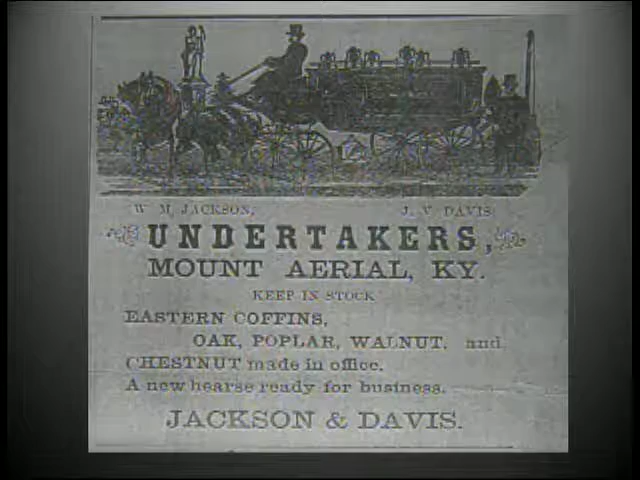 W. M. JACKSON,
J. V. DAVIS.
UNDERTAKERS,
MOUNT AERIAL, KY.
KEEP IN STOCK
EASTERN COFFINS,
OAK, POPLAR, WALNUT, and
CHESTNUT made in office.
A new hearse ready for business.
JACKSON & DAVIS.